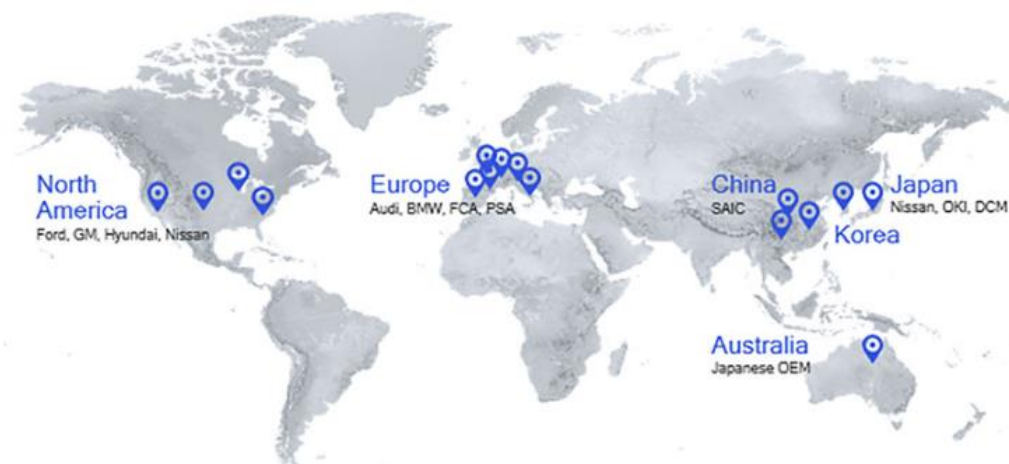 North
America
Ford, GM, Hyundai, Nissan
Europe
Audi, BMW, FCA, PSA
China
SAIC
Japan
Nissan, OKI, DCM
Korea
Australia
Japanese OEM